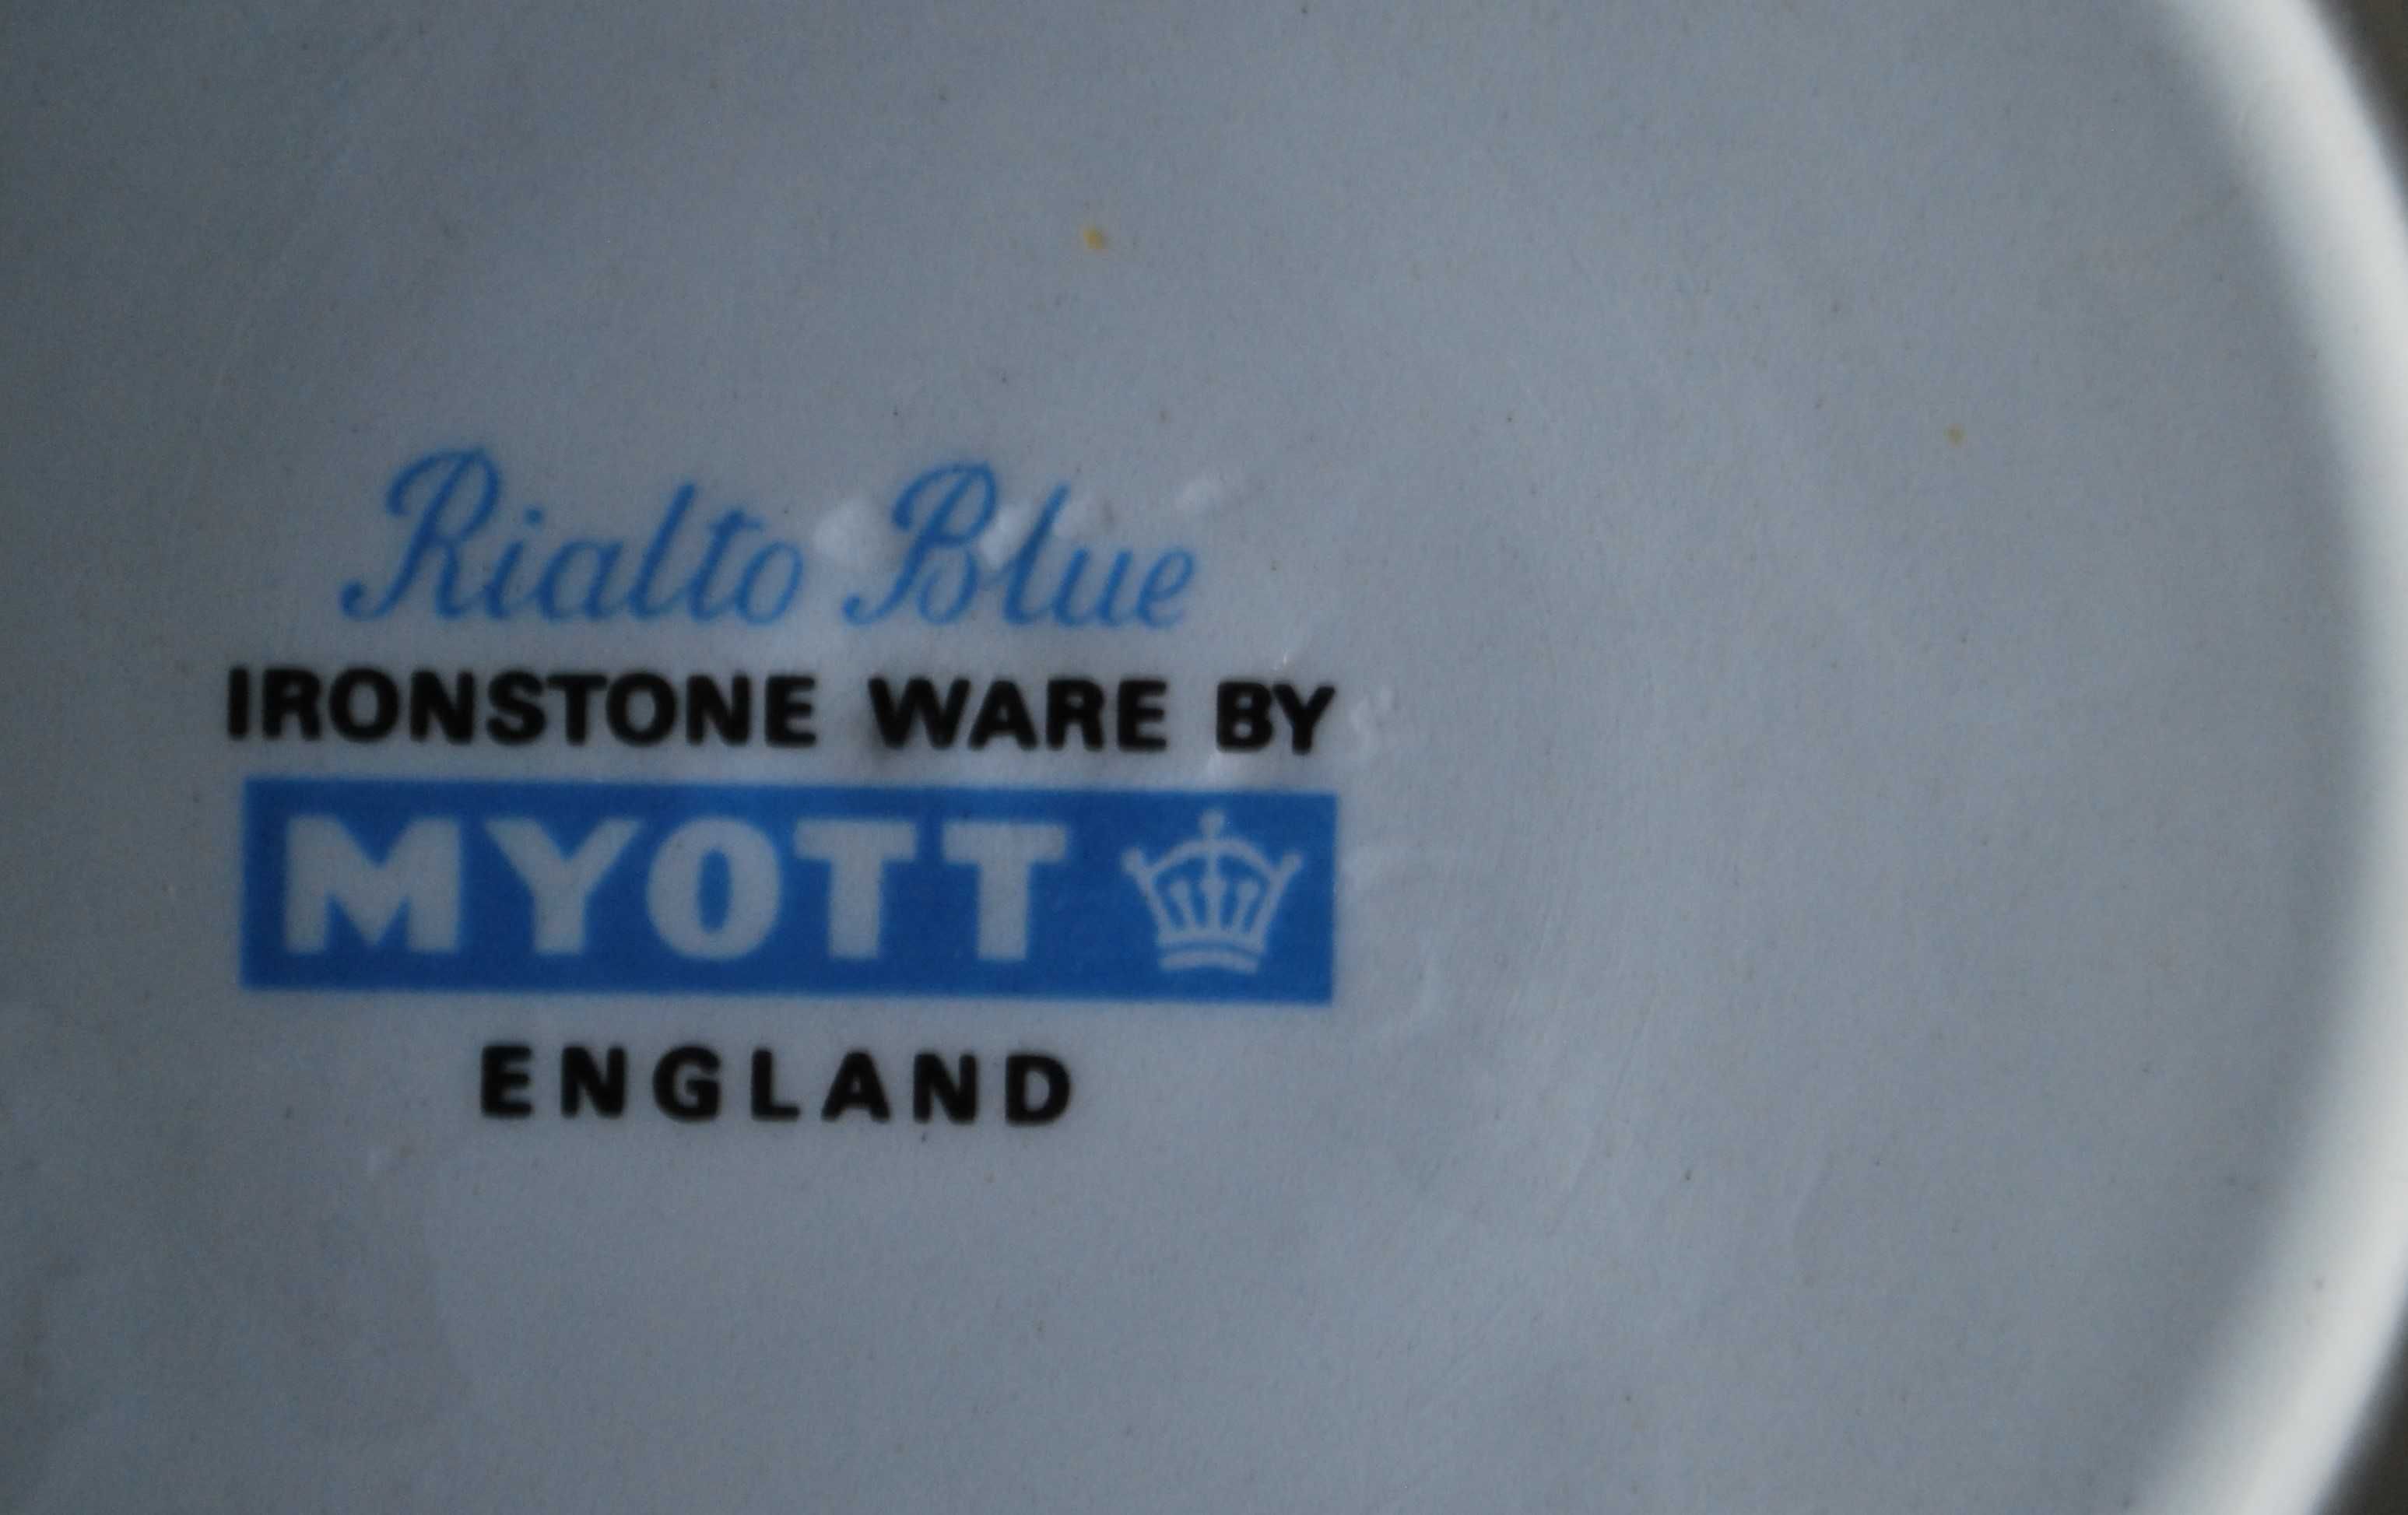 Rialto Blue
IRONSTONE WARE BY
MYOTT
ENGLAND